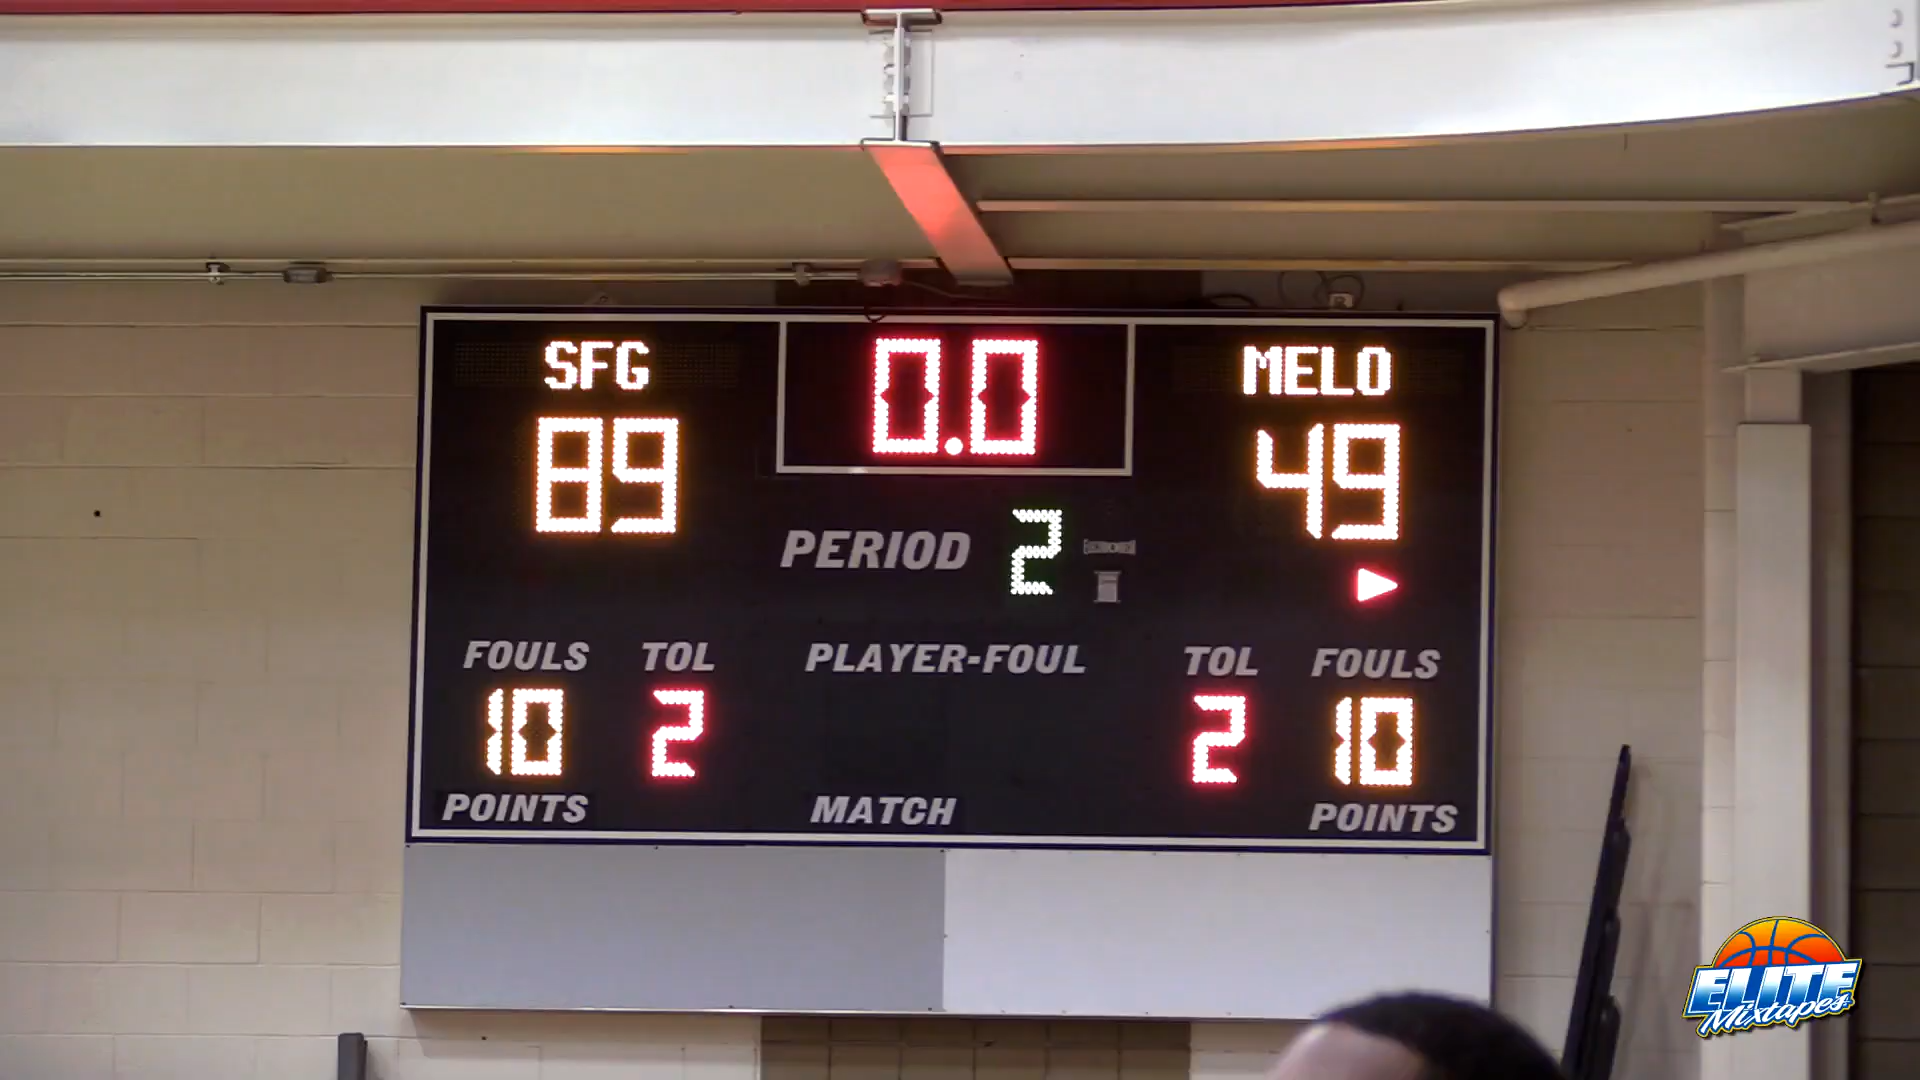 SFG 0.0 MELO
89 49
PERIOD 2
FOULS TOL PLAYER-FOUL TOL FOULS
10 2 2 10
POINTS MATCH POINTS
ELITE
Mixtapes